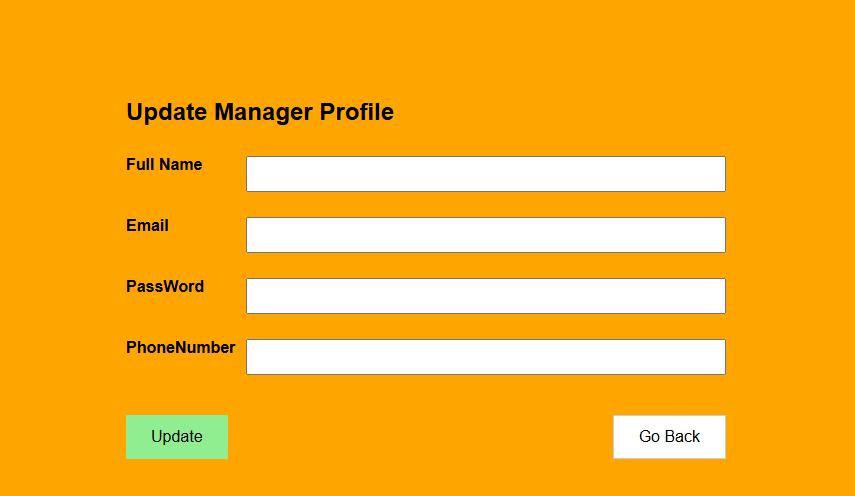 Update Manager Profile
Full Name
Email
PassWord
PhoneNumber
Update
Go Back